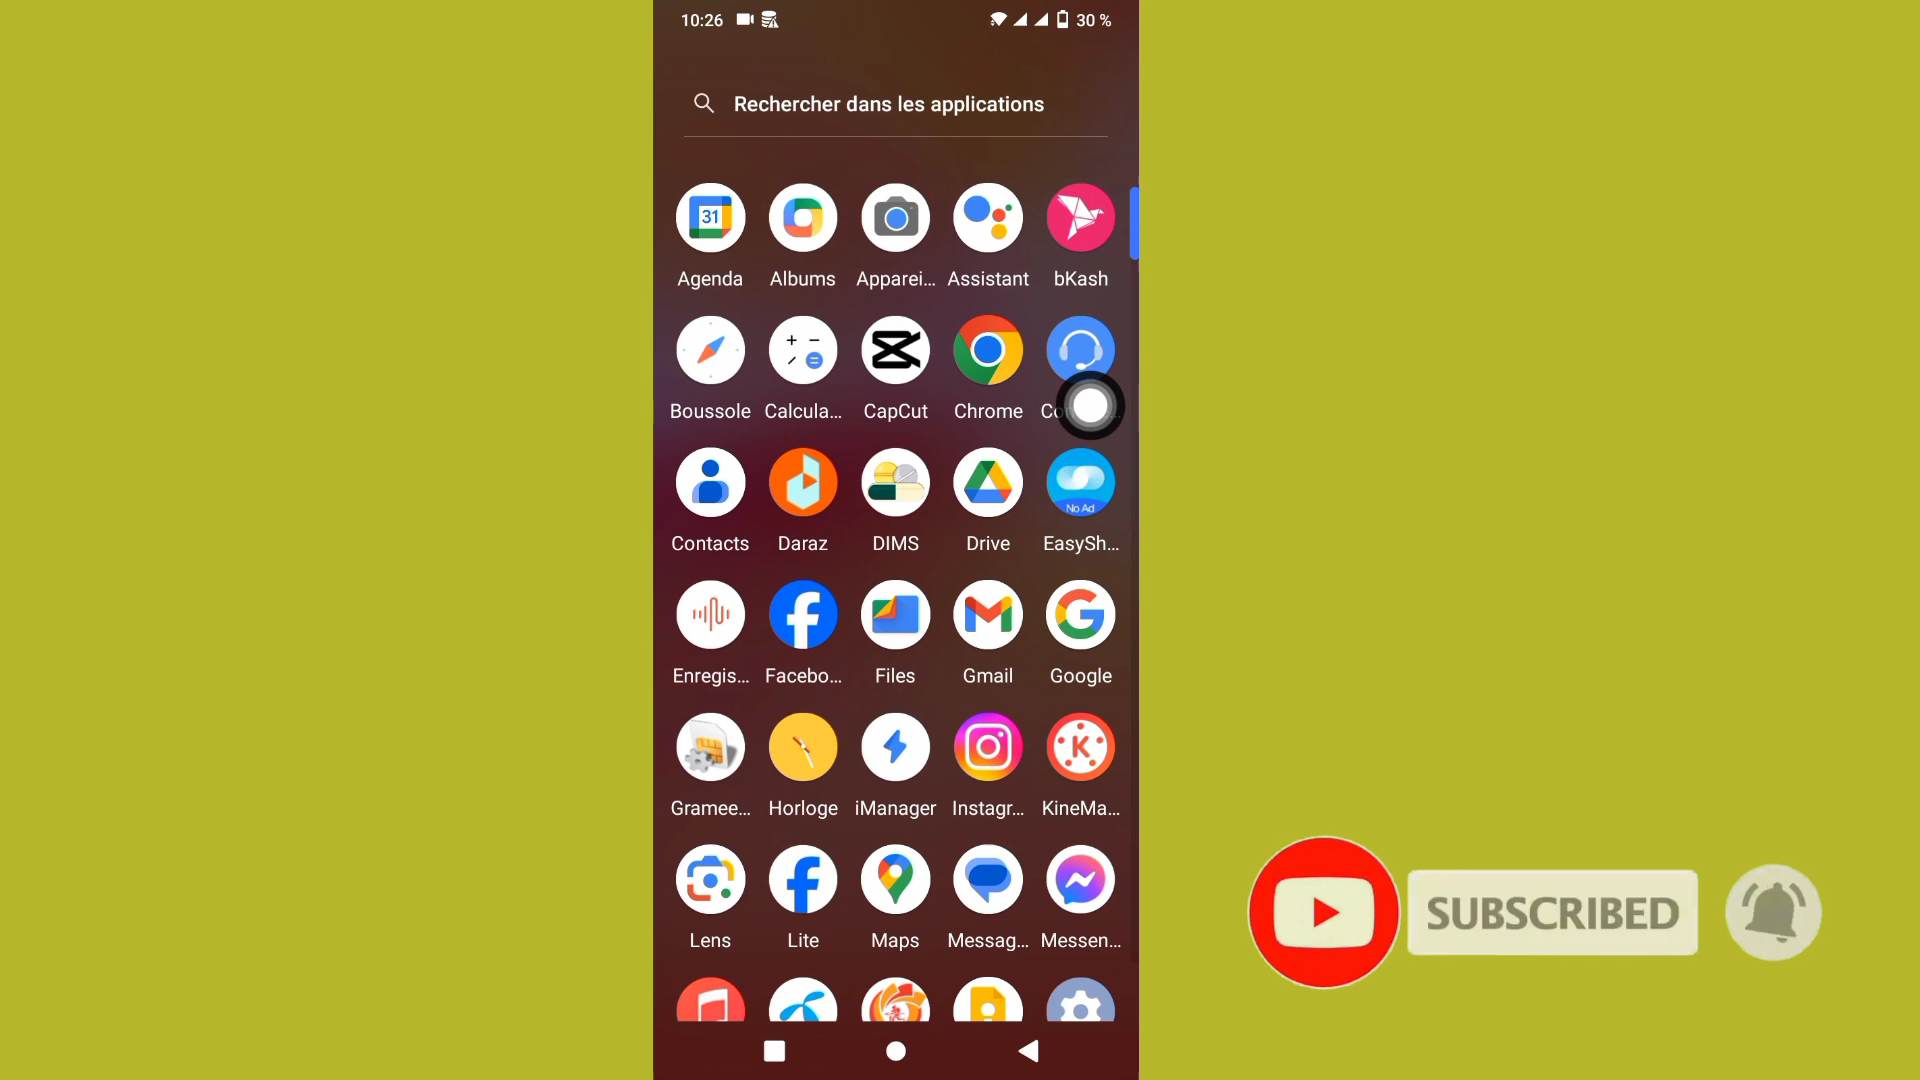 10:26 30 %
Rechercher dans les applications
31
Agenda Albums Apparei... Assistant bKash
Boussole Calcula... CapCut Chrome
No Ad
Contacts Daraz DIMS Drive EasySh...
Enregis... Facebo... Files Gmail Google
K
Gramee... Horloge iManager Instagr... KineMa...
Lens Lite Maps Messag... Messen...
SUBSCRIBED